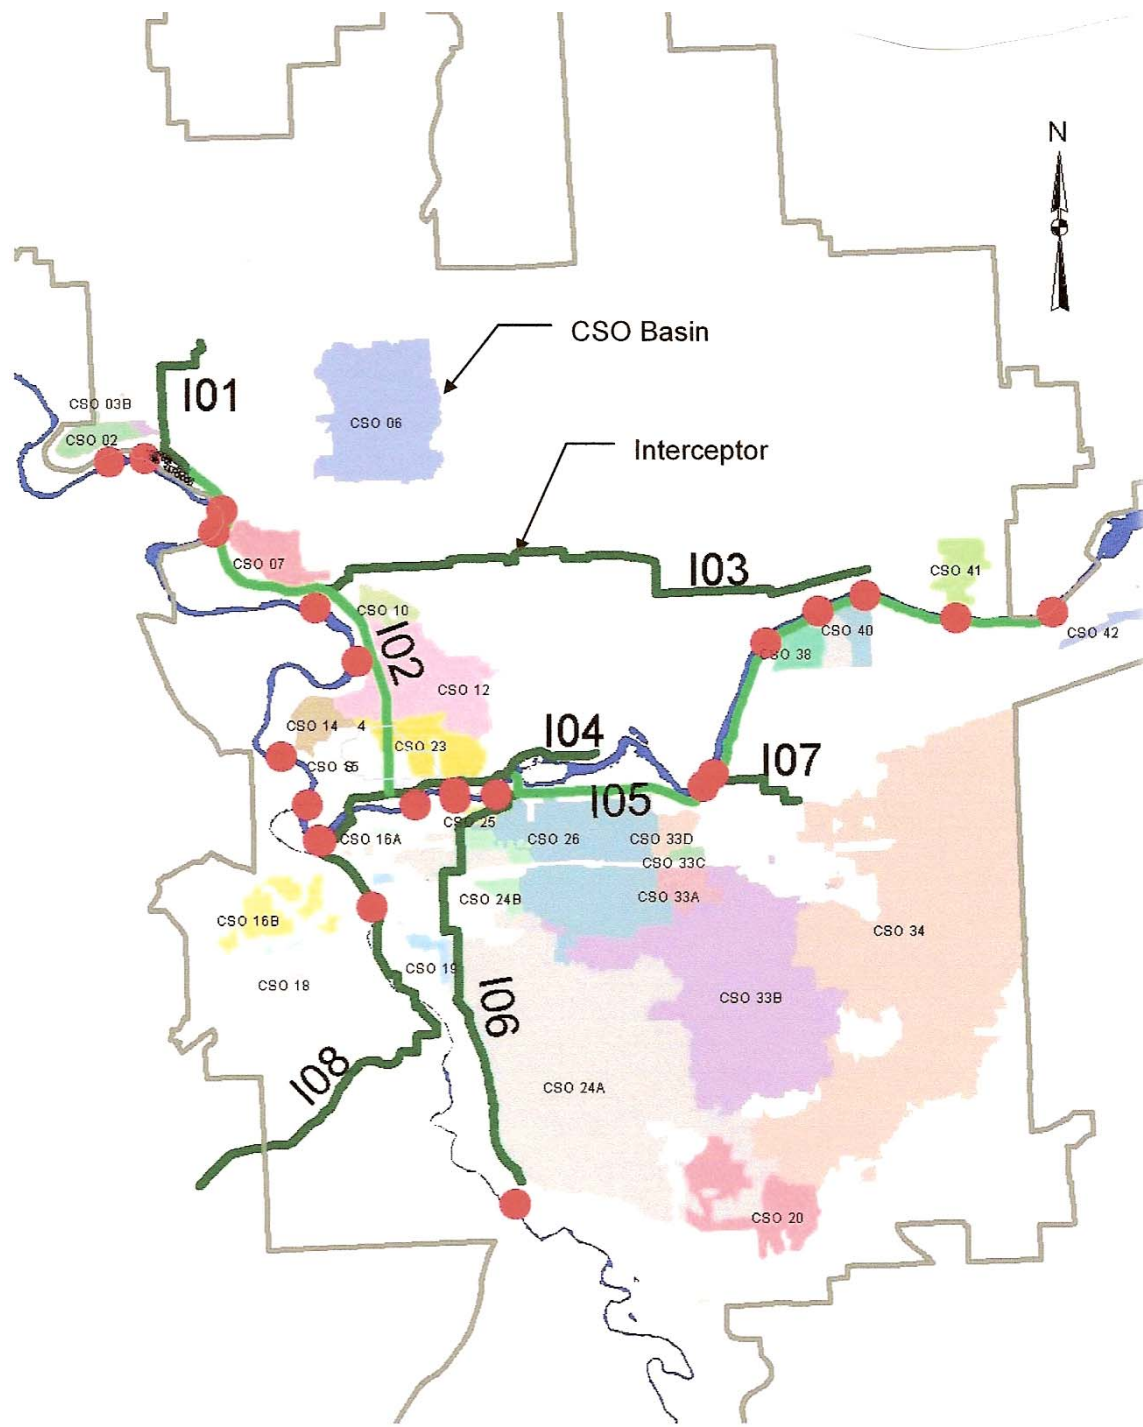 N
CSO Basin
I01
CSO 03B
CSO 02
CSO 06
Interceptor
CSO 07
I03
CSO 41
CSO 10
CSO 40
CSO 42
I02
CSO 38
CSO 12
CSO 14
4
CSO 23
I04
I07
I05
CSO 25
CSO 16A
CSO 26
CSO 33D
CSO 33C
CSO 24B
CSO 33A
CSO 16B
CSO 34
CSO 19
CSO 18
I06
CSO 33B
I08
CSO 24A
CSO 20